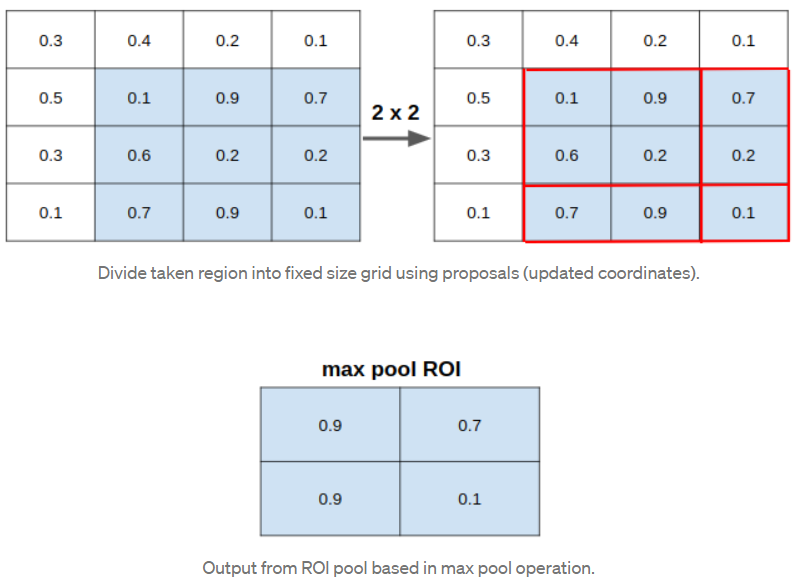 0.3 0.4 0.2 0.1
0.5 0.1 0.9 0.7
0.3 0.6 0.2 0.2
0.1 0.7 0.9 0.1
2 x 2
0.3 0.4 0.2 0.1
0.5 0.1 0.9 0.7
0.3 0.6 0.2 0.2
0.1 0.7 0.9 0.1
Divide taken region into fixed size grid using proposals (updated coordinates).
max pool ROI
0.9 0.7
0.9 0.1
Output from ROI pool based in max pool operation.